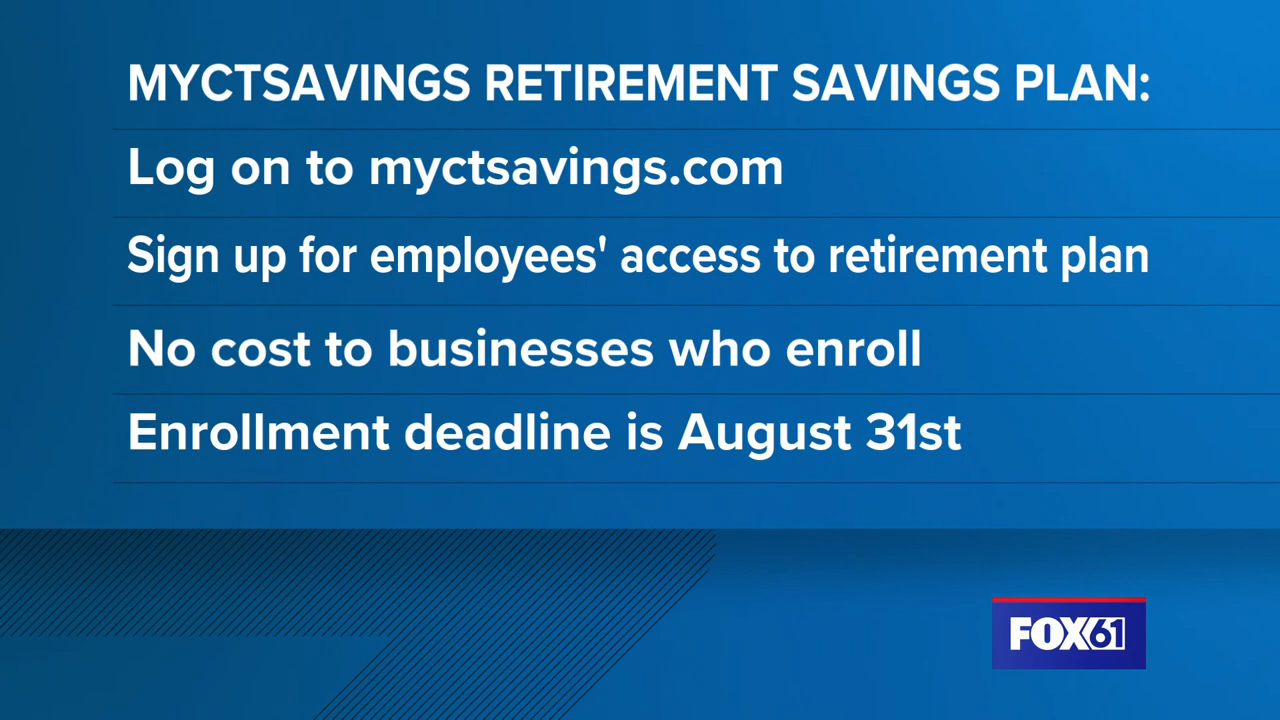 MYCTSAVINGS RETIREMENT SAVINGS PLAN:
Log on to myctsavings.com
Sign up for employees' access to retirement plan
No cost to businesses who enroll
Enrollment deadline is August 31st
FOX61